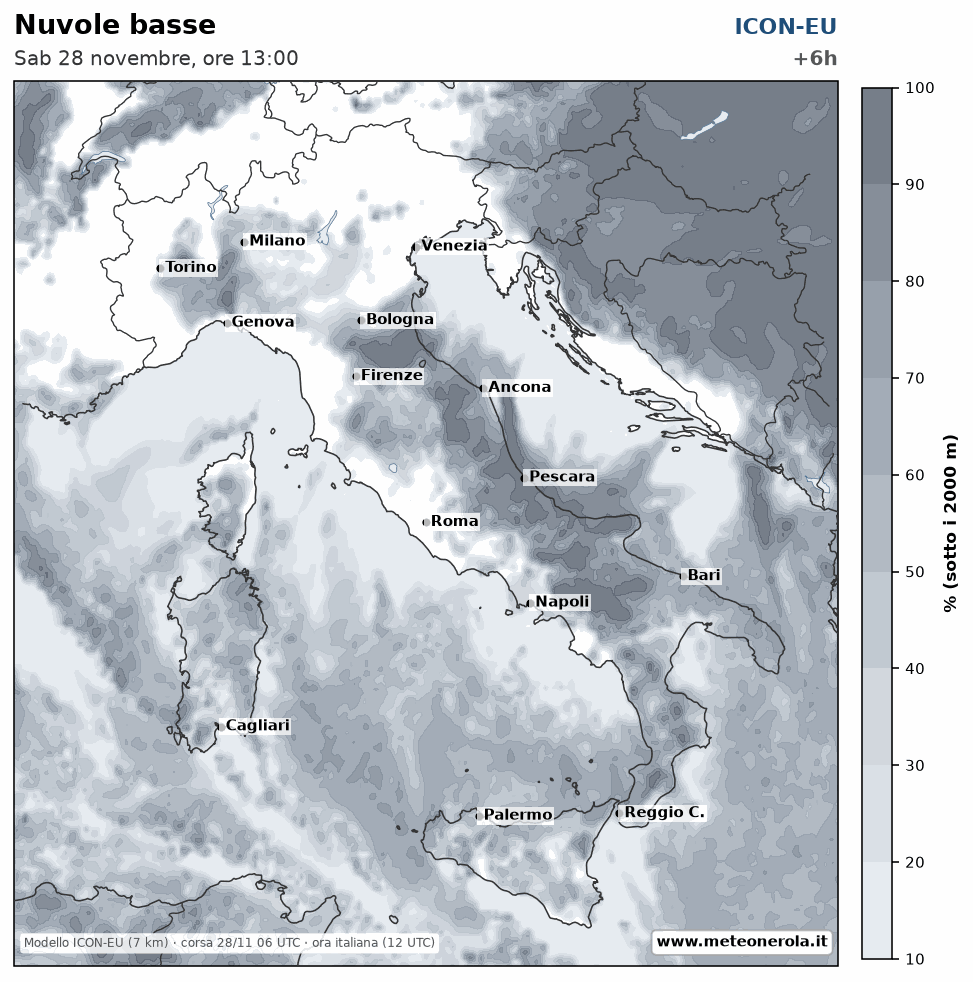 Nuvole basse
ICON-EU
Sab 28 novembre, ore 13:00
+6h
Milano
Venezia
Torino
Genova
Bologna
Firenze
Ancona
Pescara
Roma
Bari
Napoli
Cagliari
Palermo
Reggio C.
Modello ICON-EU (7 km) · corsa 28/11 06 UTC · ora italiana (12 UTC)
www.meteonerola.it
100
90
80
70
60
50
40
30
20
10
% (sotto i 2000 m)